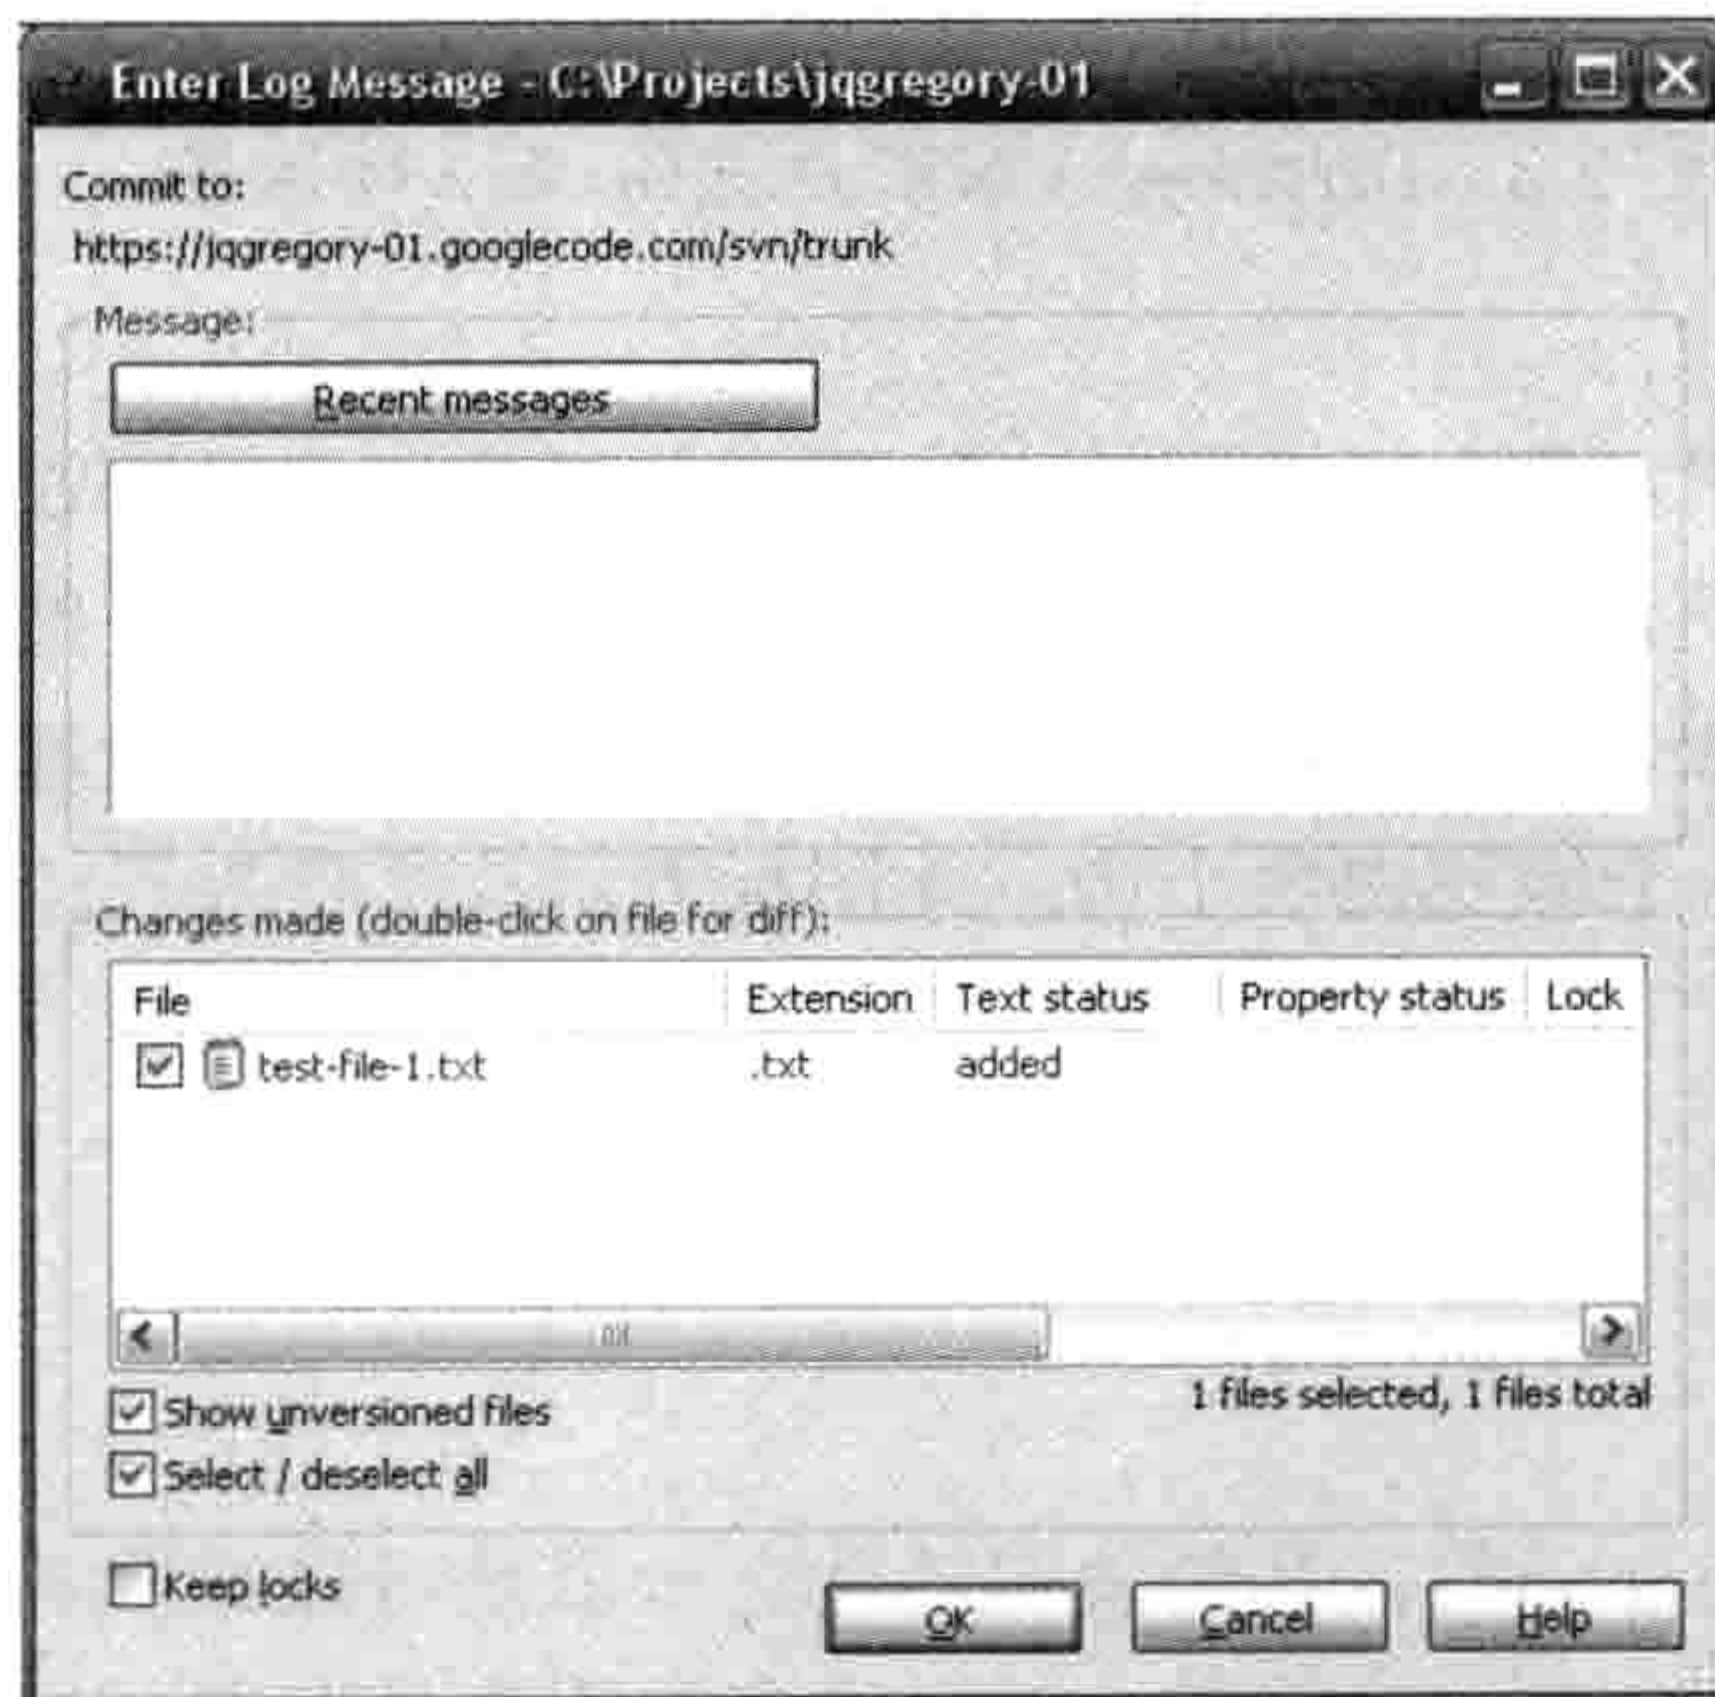 Enter Log Message - C:\Projects\jqgregory-01
Commit to:
https://jqgregory-01.googlecode.com/svn/trunk
Message:
Recent messages
Changes made (double-click on file for diff):
File Extension Text status Property status Lock
test-file-1.txt .txt added
1 files selected, 1 files total
Show unversioned files
Select / deselect all
Keep locks
OK Cancel Help